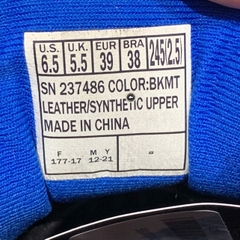 U.S. U.K. EUR BRA 245(2.5)
6.5 5.5 39 38
SN 237486 COLOR:BKMT
LEATHER/SYNTHETIC UPPER
MADE IN CHINA
F M Y
177-17 12-21